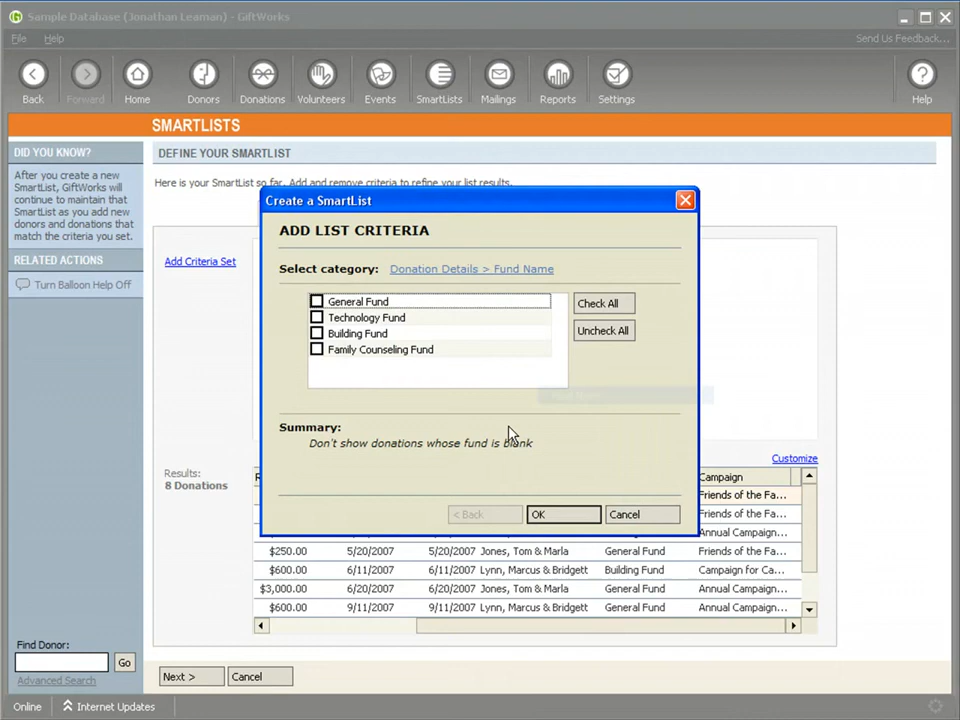 Sample Database (Jonathan Leaman) - GiftWorks
File Help Send Us Feedback...
Back Forward Home Donors Donations Volunteers Events SmartLists Mailings Reports Settings Help
SMARTLISTS
DID YOU KNOW?
After you create a new
SmartList, GiftWorks will
continue to maintain that
SmartList as you add new
donors and donations that
match the criteria you set.
RELATED ACTIONS
Turn Balloon Help Off
Find Donor:
Go
Advanced Search
DEFINE YOUR SMARTLIST
Here is your SmartList so far. Add and remove criteria to refine your list results.
Add Criteria Set
Create a SmartList
ADD LIST CRITERIA
Select category: Donation Details > Fund Name
General Fund
Technology Fund
Building Fund
Family Counseling Fund
Check All
Uncheck All
Summary:
Don't show donations whose fund is blank
< Back OK Cancel
Customize
Results:
8 Donations
Campaign
Friends of the Fa...
Friends of the Fa...
Annual Campaign...
$250.00 5/20/2007 5/20/2007 Jones, Tom & Marla General Fund Friends of the Fa...
$600.00 6/11/2007 6/11/2007 Lynn, Marcus & Bridgett Building Fund Campaign for Ca...
$3,000.00 6/20/2007 6/20/2007 Jones, Tom & Marla General Fund Annual Campaign...
$600.00 9/11/2007 9/11/2007 Lynn, Marcus & Bridgett General Fund Annual Campaign...
Next > Cancel
Online Internet Updates